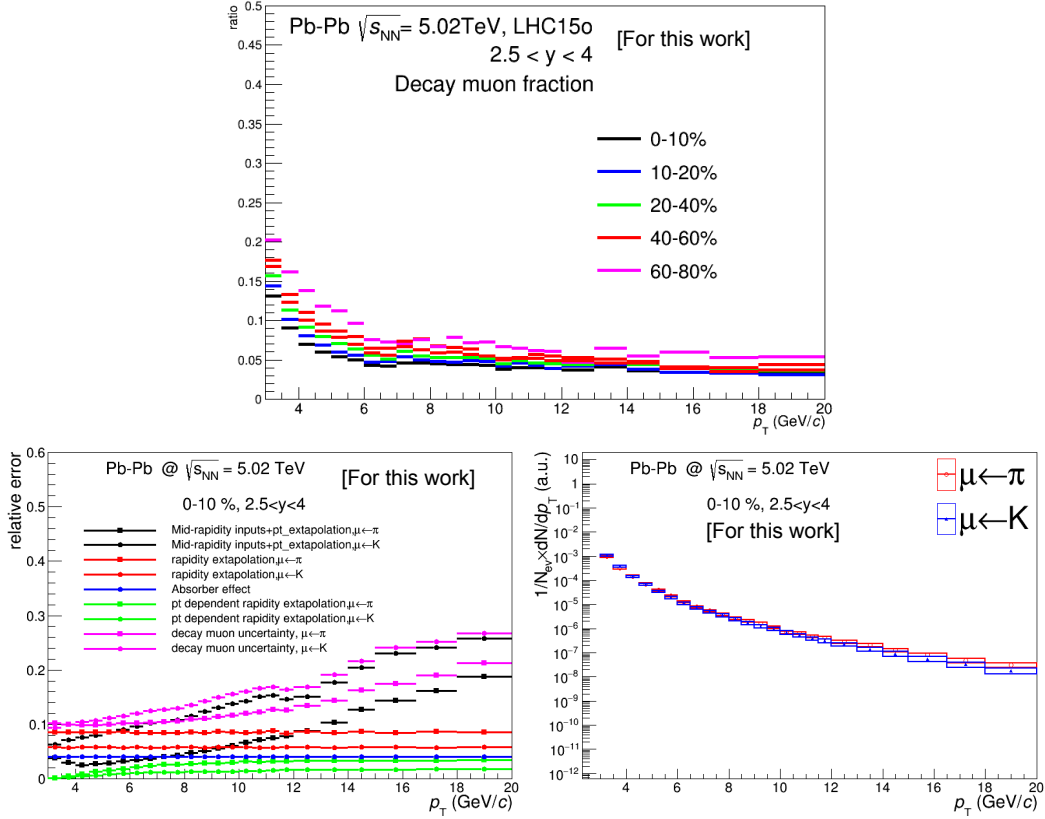 ratio
Pb-Pb √sNN= 5.02TeV, LHC15o
[For this work]
2.5 < y < 4
Decay muon fraction
0-10%
10-20%
20-40%
40-60%
60-80%
0.5
0.45
0.4
0.35
0.3
0.25
0.2
0.15
0.1
0.05
0
4 6 8 10 12 14 16 18 20
pT (GeV/c)
relative error
Pb-Pb @ √sNN = 5.02 TeV
[For this work]
0-10 %, 2.5<y<4
Mid-rapidity inputs+pt_extapolation,μ←π
Mid-rapidity inputs+pt_exrapolation,μ←K
rapidity extapolation,μ←π
rapidity extapolation,μ←K
Absorber effect
pt dependent rapidity extapolation,μ←π
pt dependent rapidity extapolation,μ←K
decay muon uncertainty, μ←π
decay muon uncertainty, μ←K
0.6
0.5
0.4
0.3
0.2
0.1
0
4 6 8 10 12 14 16 18 20
pT (GeV/c)
1/Nev×dN/dpT (a.u.)
Pb-Pb @ √sNN = 5.02 TeV
0-10 %, 2.5<y<4
[For this work]
μ←π
μ←K
10
1
10⁻¹
10⁻²
10⁻³
10⁻⁴
10⁻⁵
10⁻⁶
10⁻⁷
10⁻⁸
10⁻⁹
10⁻¹⁰
10⁻¹¹
10⁻¹²
4 6 8 10 12 14 16 18 20
pT (GeV/c)